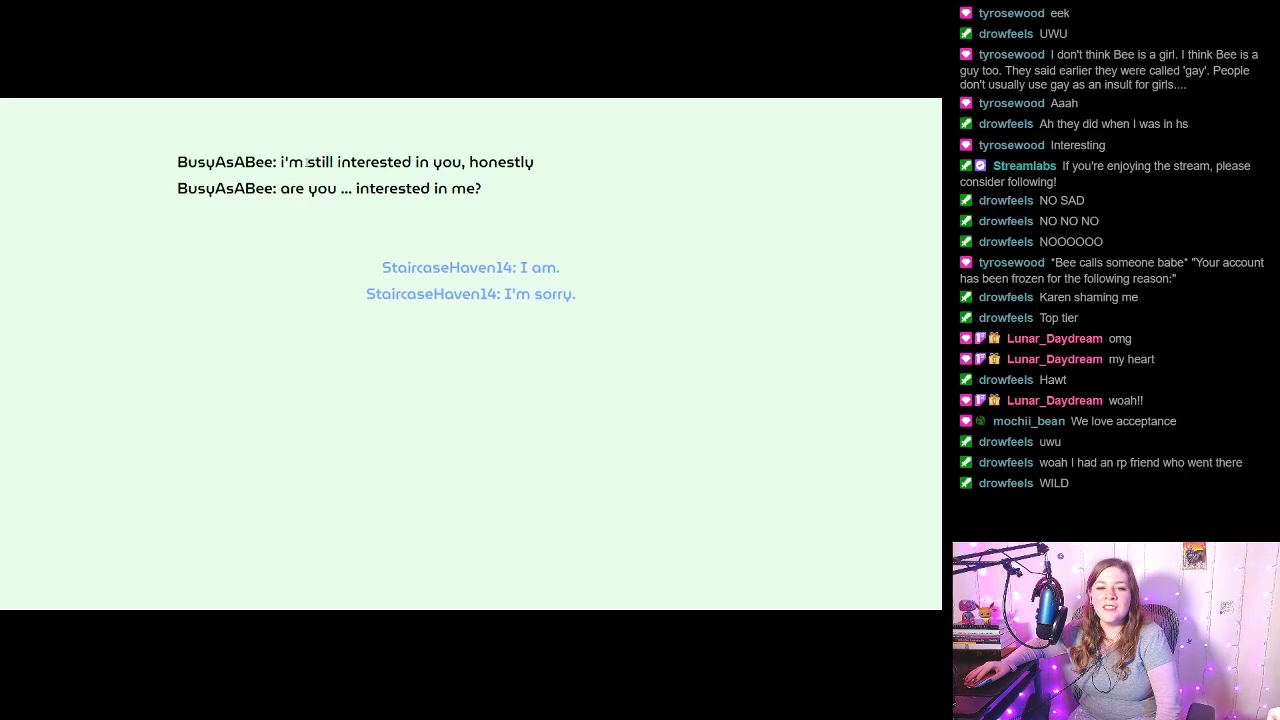 BusyAsABee: i'm still interested in you, honestly
BusyAsABee: are you ... interested in me?
StaircaseHaven14: I am.
StaircaseHaven14: I'm sorry.
tyrosewood eek
drowfeels UWU
tyrosewood I don't think Bee is a girl. I think Bee is a
guy too. They said earlier they were called 'gay'. People
don't usually use gay as an insult for girls....
tyrosewood Aaah
drowfeels Ah they did when I was in hs
tyrosewood Interesting
Streamlabs If you're enjoying the stream, please
consider following!
drowfeels NO SAD
drowfeels NO NO NO
drowfeels NOOOOOO
tyrosewood *Bee calls someone babe* "Your account
has been frozen for the following reason:"
drowfeels Karen shaming me
drowfeels Top tier
Lunar_Daydream omg
Lunar_Daydream my heart
drowfeels Hawt
Lunar_Daydream woah!!
mochii_bean We love acceptance
drowfeels uwu
drowfeels woah I had an rp friend who went there
drowfeels WILD